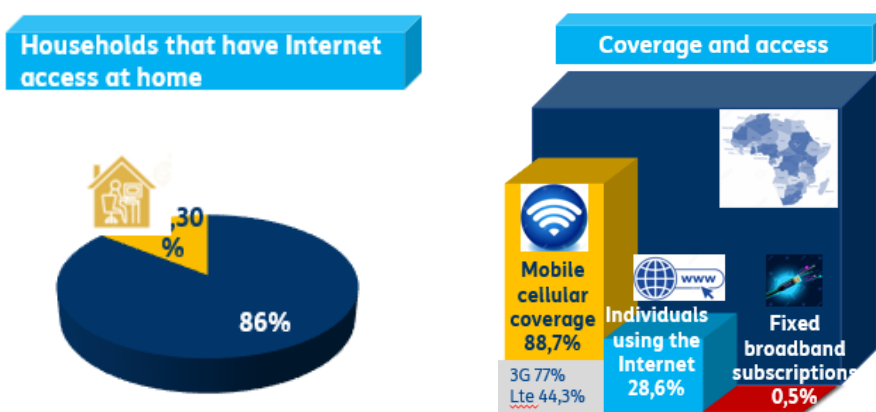 Households that have Internet
access at home
,30
%
86%
Coverage and access
Mobile
cellular
coverage
88,7%
3G 77%
Lte 44,3%
www
Individuals
using the
Internet
28,6%
Fixed
broadband
subscriptions
0,5%